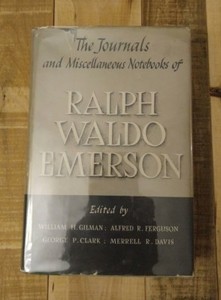 The Journals
and Miscellaneous Notebooks of
RALPH
WALDO
EMERSON
Edited by
WILLIAM H. GILMAN : ALFRED R. FERGUSON
GEORGE P. CLARK : MERRELL R. DAVIS